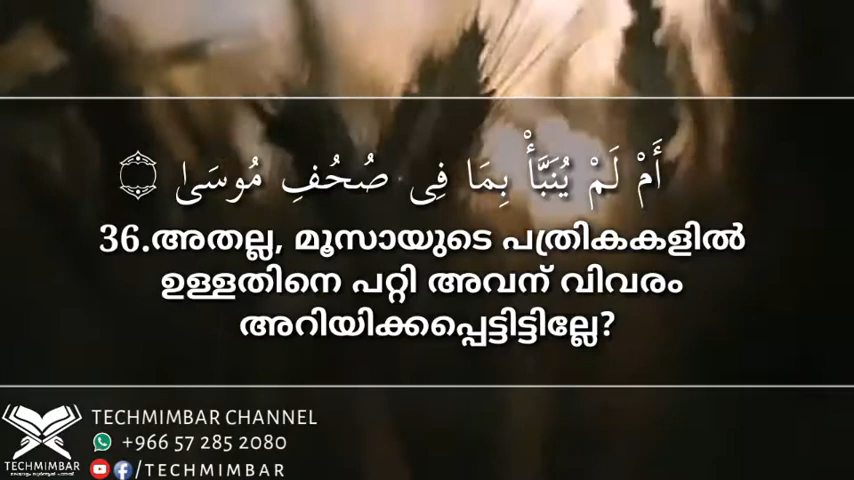 أَمْ لَمْ يُنَبَّأْ بِمَا فِى صُحُفِ مُوسَىٰ ۝
36.അതല്ല, മൂസായുടെ പത്രികകളിൽ
ഉള്ളതിനെ പറ്റി അവന് വിവരം
അറിയിക്കപ്പെട്ടിട്ടില്ലേ?
TECHMIMBAR CHANNEL
+966 57 285 2080
/TECHMIMBAR
TECHMIMBAR